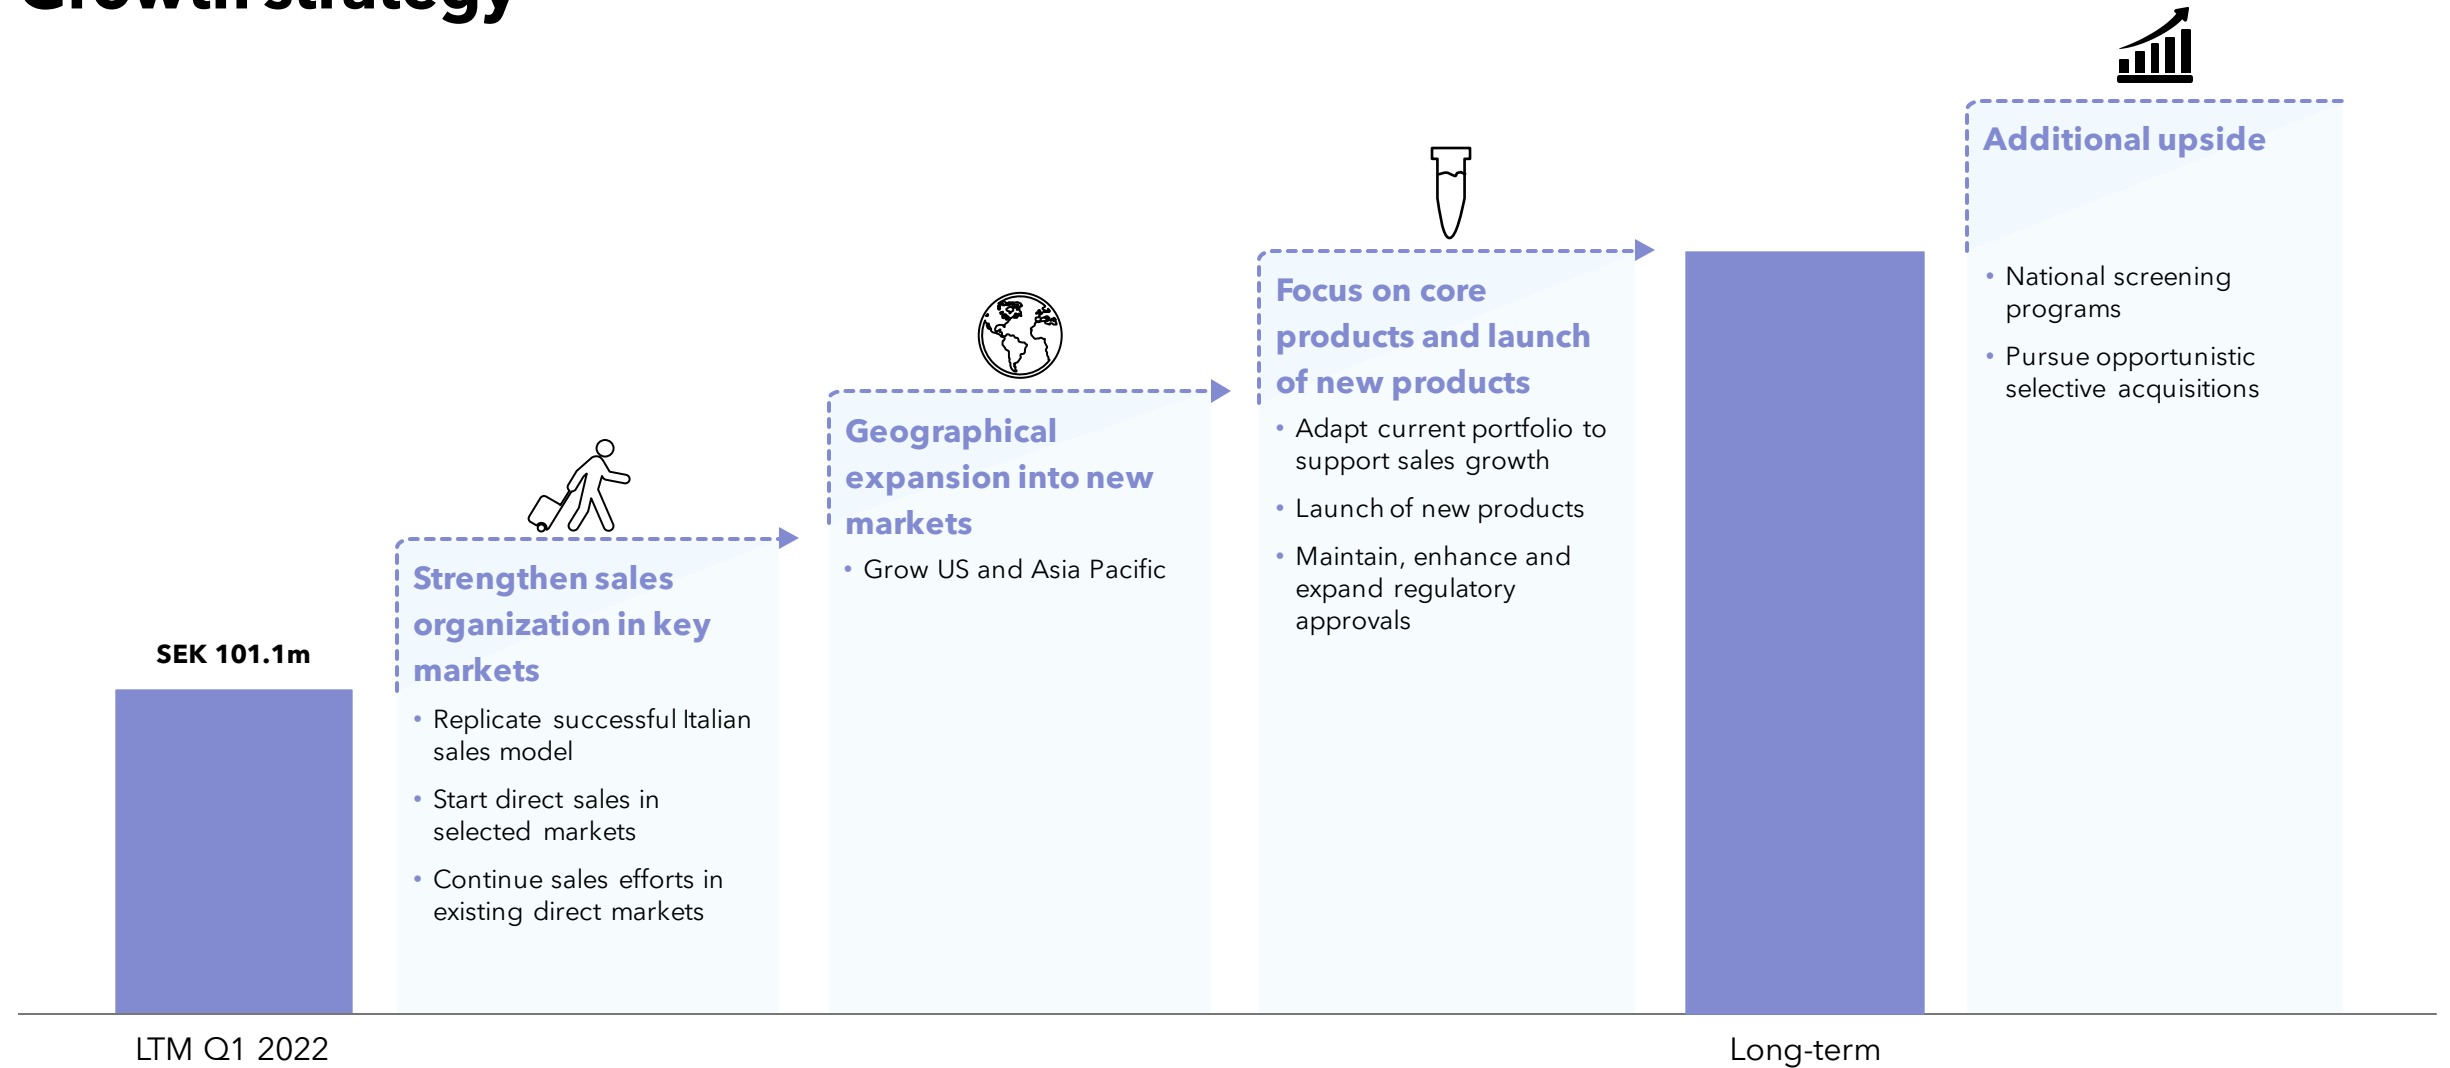 Growth strategy
SEK 101.1m
LTM Q1 2022
Strengthen sales
organization in key
markets
• Replicate successful Italian
sales model
• Start direct sales in
selected markets
• Continue sales efforts in
existing direct markets
Geographical
expansion into new
markets
• Grow US and Asia Pacific
Focus on core
products and launch
of new products
• Adapt current portfolio to
support sales growth
• Launch of new products
• Maintain, enhance and
expand regulatory
approvals
Long-term
Additional upside
• National screening
programs
• Pursue opportunistic
selective acquisitions